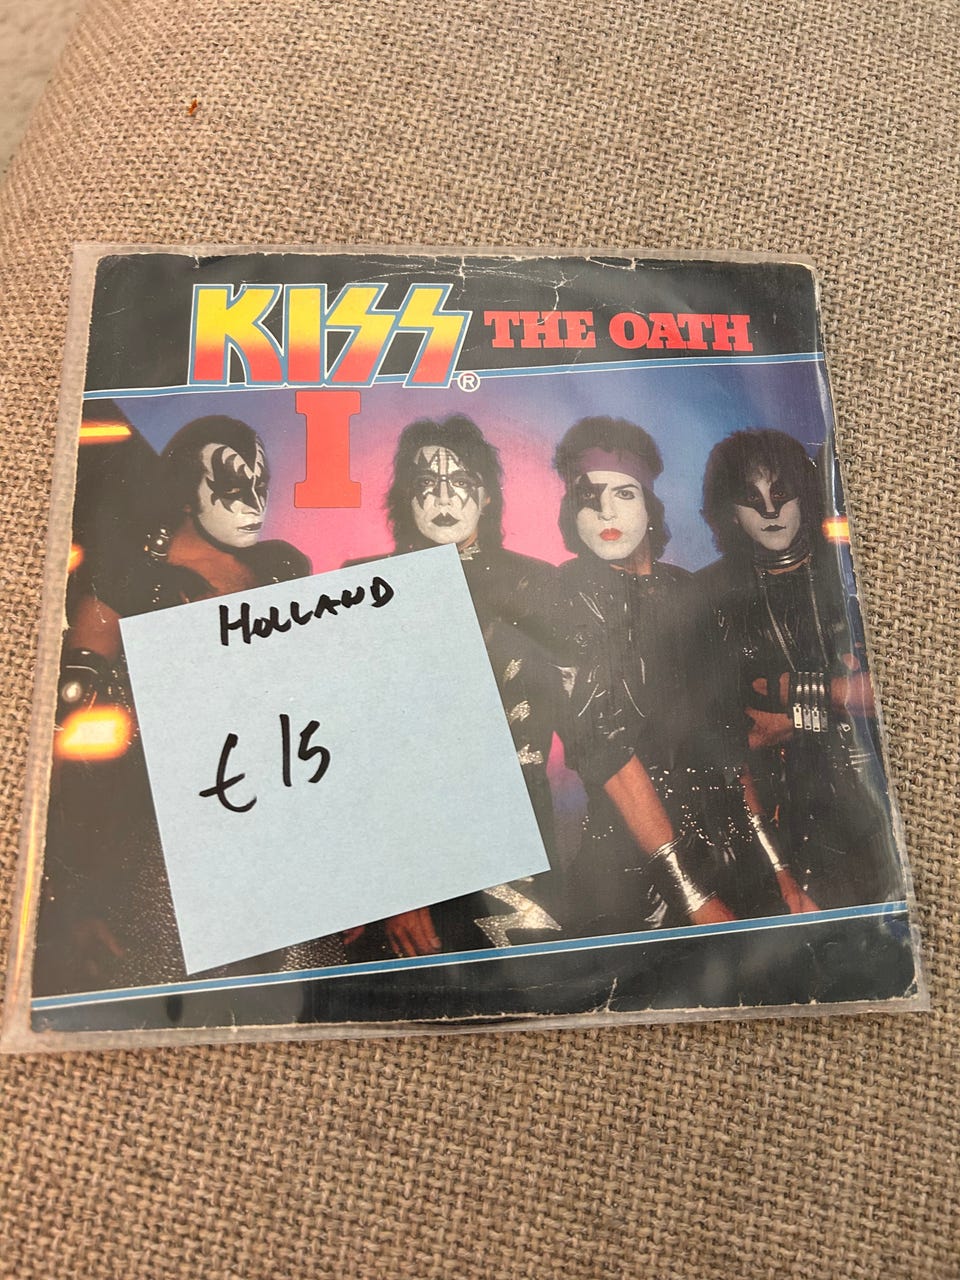 KISS® THE OATH
I
HOLLAND
€ 15